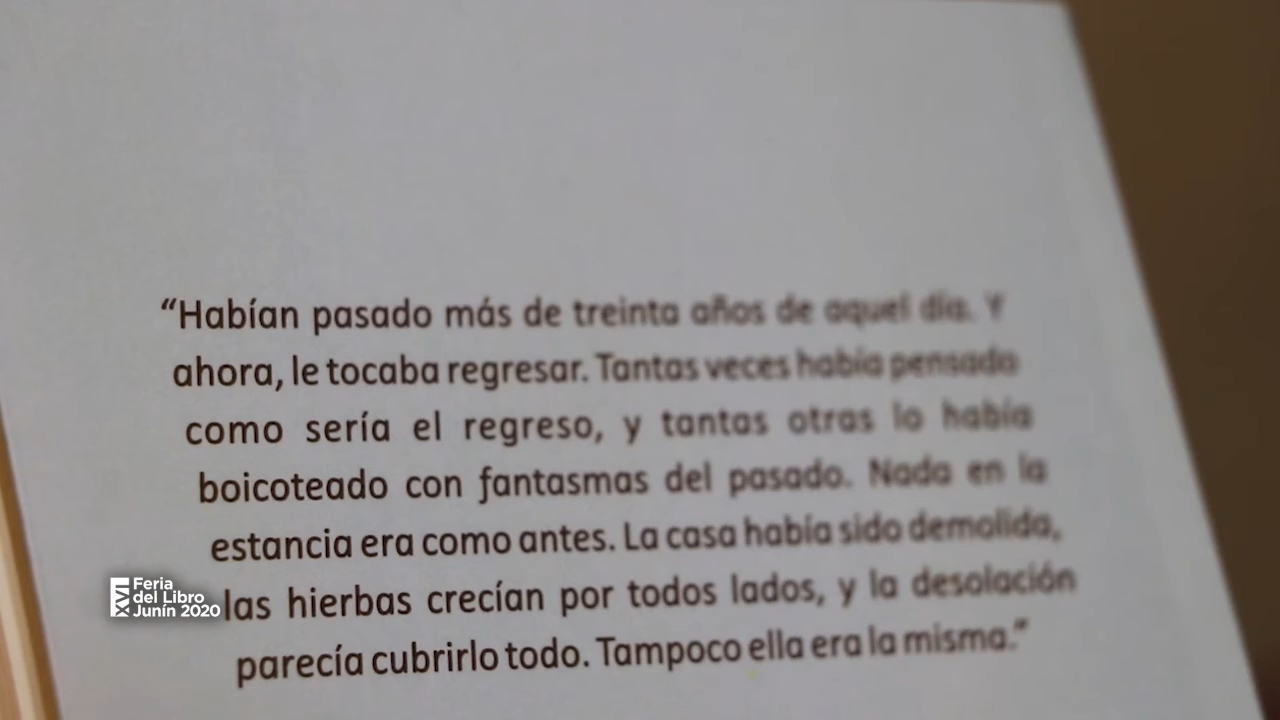 “Habían pasado más de treinta años de aquel día. Y
ahora, le tocaba regresar. Tantas veces había pensado
como sería el regreso, y tantas otras lo había
boicoteado con fantasmas del pasado. Nada en la
estancia era como antes. La casa había sido demolida,
las hierbas crecían por todos lados, y la desolación
parecía cubrirlo todo. Tampoco ella era la misma.”
XVI
Feria
del Libro
Junín 2020